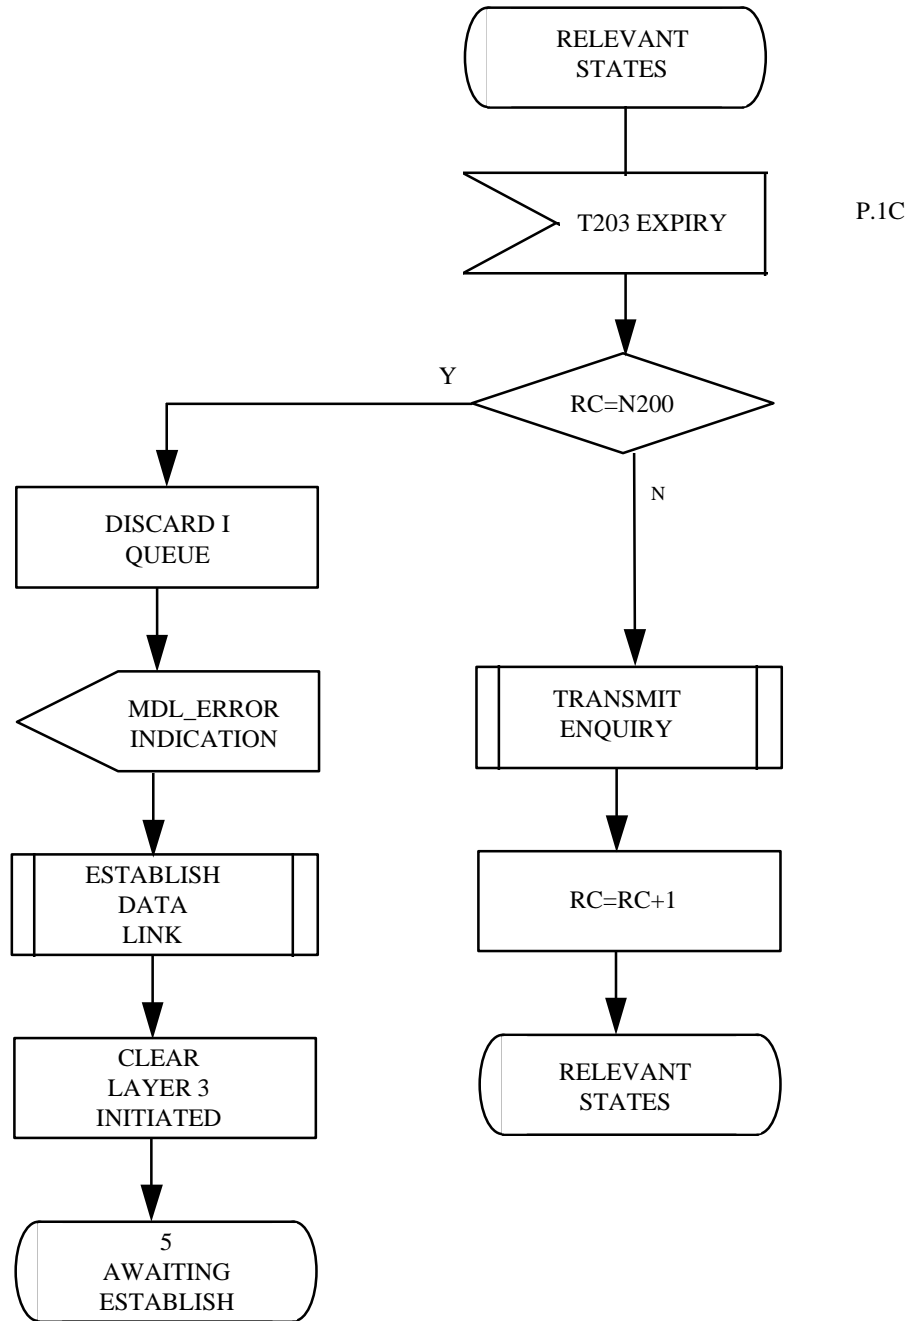 RELEVANT
STATES
T203 EXPIRY
P.1C
RC=N200
Y
N
DISCARD I
QUEUE
MDL_ERROR
INDICATION
ESTABLISH
DATA
LINK
CLEAR
LAYER 3
INITIATED
5
AWAITING
ESTABLISH
TRANSMIT
ENQUIRY
RC=RC+1
RELEVANT
STATES